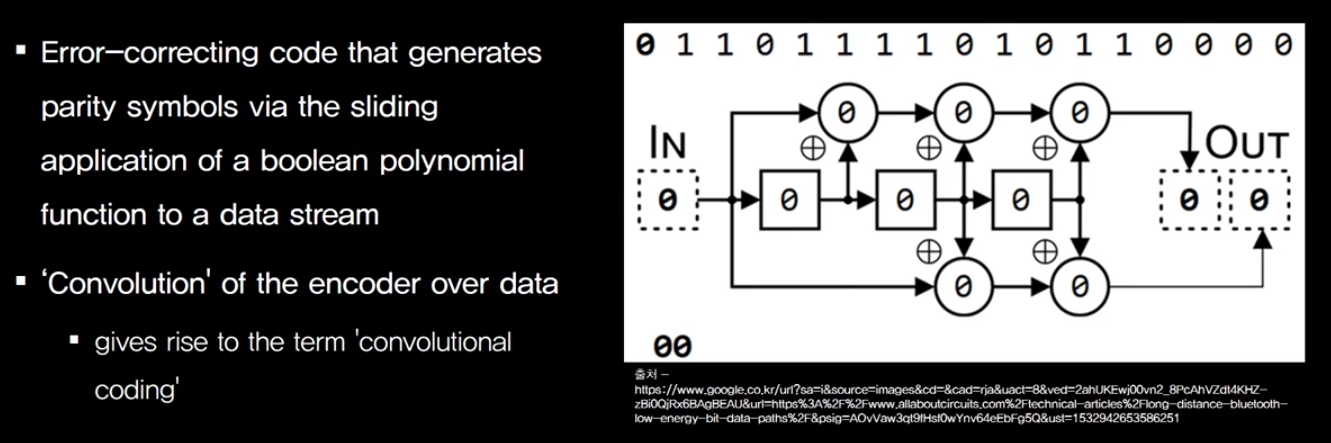 ▪ Error-correcting code that generates
parity symbols via the sliding
application of a boolean polynomial
function to a data stream
▪ ‘Convolution' of the encoder over data
▪ gives rise to the term 'convolutional
coding'
0 1 1 0 1 1 1 1 0 1 0 1 1 0 0 0 0
0 0 0
⊕ ⊕ ⊕
IN OUT
0 0 0 0 0 0
⊕ ⊕
0 0
00
출처 –
https://www.google.co.kr/url?sa=i&source=images&cd=&cad=rja&uact=8&ved=2ahUKEwj00vn2_8PcAhVZdt4KHZ-
zBi0QjRx6BAgBEAU&url=https%3A%2F%2Fwww.allaboutcircuits.com%2Ftechnical-articles%2Flong-distance-bluetooth-
low-energy-bit-data-paths%2F&psig=AOvVaw3qt9fHsf0wYnv64eEbFg5Q&ust=1532942653586251